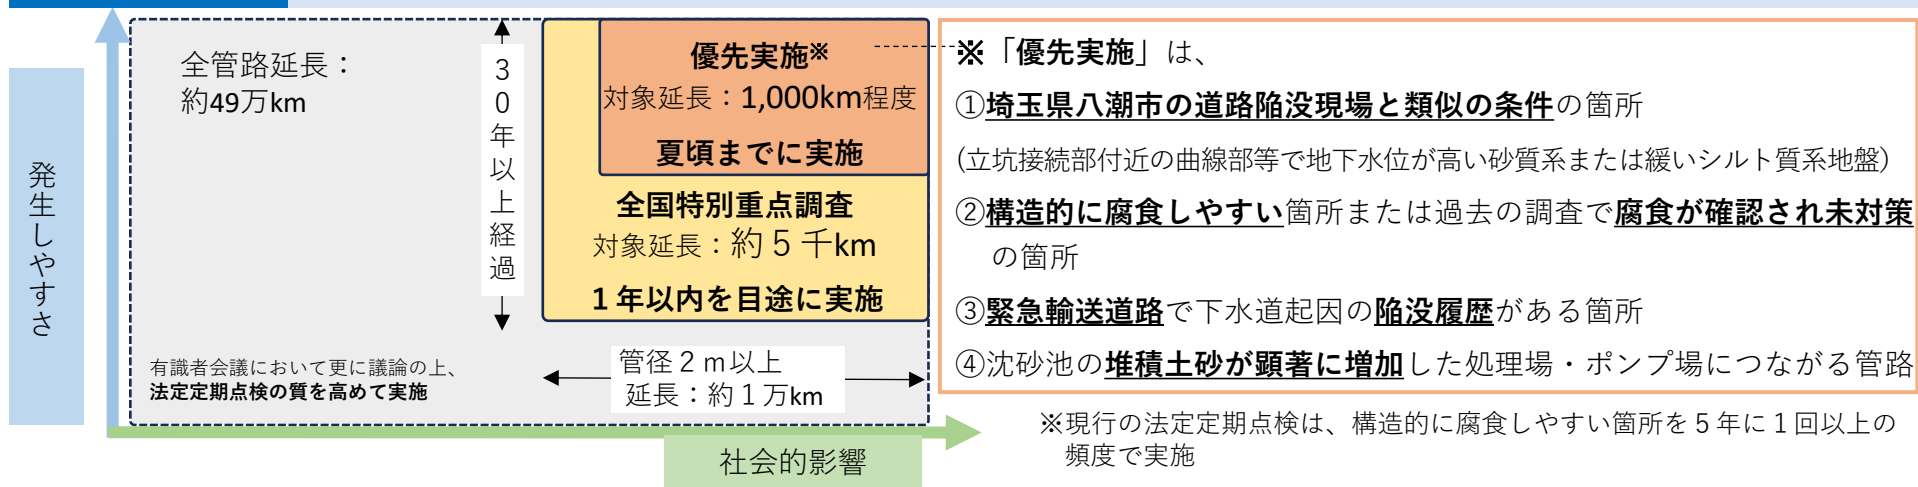 発生しやすさ
全管路延長：
約49万km
３０年以上経過
優先実施※
対象延長：1,000km程度
夏頃までに実施
全国特別重点調査
対象延長：約５千km
１年以内を目途に実施
有識者会議において更に議論の上、
法定定期点検の質を高めて実施
管径２ｍ以上
延長：約１万km
社会的影響
※「優先実施」は、
①埼玉県八潮市の道路陥没現場と類似の条件の箇所
(立坑接続部付近の曲線部等で地下水位が高い砂質系または緩いシルト質系地盤)
②構造的に腐食しやすい箇所または過去の調査で腐食が確認され未対策
の箇所
③緊急輸送道路で下水道起因の陥没履歴がある箇所
④沈砂池の堆積土砂が顕著に増加した処理場・ポンプ場につながる管路
※現行の法定定期点検は、構造的に腐食しやすい箇所を５年に１回以上の
頻度で実施